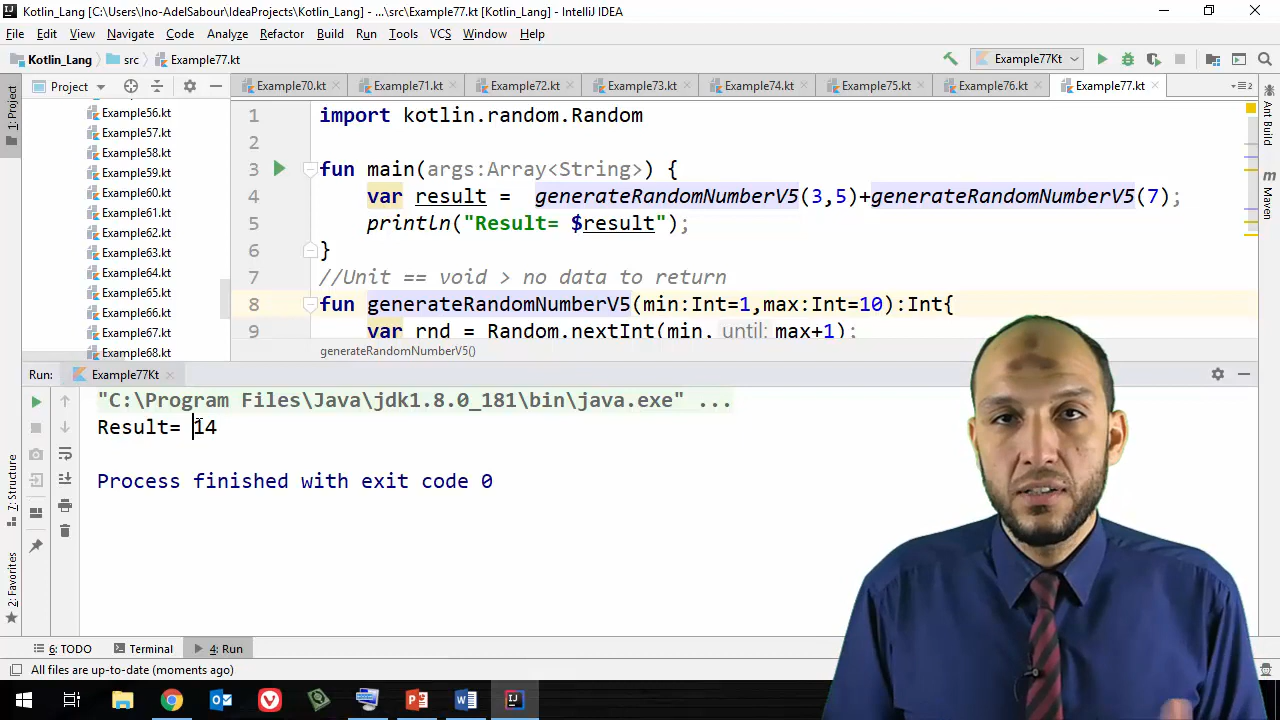 Kotlin_Lang [C:\Users\Ino-AdelSabour\IdeaProjects\Kotlin_Lang] - ...\src\Example77.kt [Kotlin_Lang] - IntelliJ IDEA
File Edit View Navigate Code Analyze Refactor Build Run Tools VCS Window Help
Kotlin_Lang src Example77.kt Example77Kt
Project Example70.kt Example71.kt Example72.kt Example73.kt Example74.kt Example75.kt Example76.kt Example77.kt
1: Project
Example56.kt
Example57.kt
Example58.kt
Example59.kt
Example60.kt
Example61.kt
Example62.kt
Example63.kt
Example64.kt
Example65.kt
Example66.kt
Example67.kt
Example68.kt
1 import kotlin.random.Random
2
3 fun main(args:Array<String>) {
4 var result = generateRandomNumberV5(3,5)+generateRandomNumberV5(7);
5 println("Result= $result");
6 }
7 //Unit == void > no data to return
8 fun generateRandomNumberV5(min:Int=1,max:Int=10):Int{
9 var rnd = Random.nextInt(min, until: max+1);
generateRandomNumberV5()
Ant Build
Maven
Run: Example77Kt
"C:\Program Files\Java\jdk1.8.0_181\bin\java.exe" ...
Result= 14
Process finished with exit code 0
7: Structure
2: Favorites
6: TODO Terminal 4: Run
All files are up-to-date (moments ago)